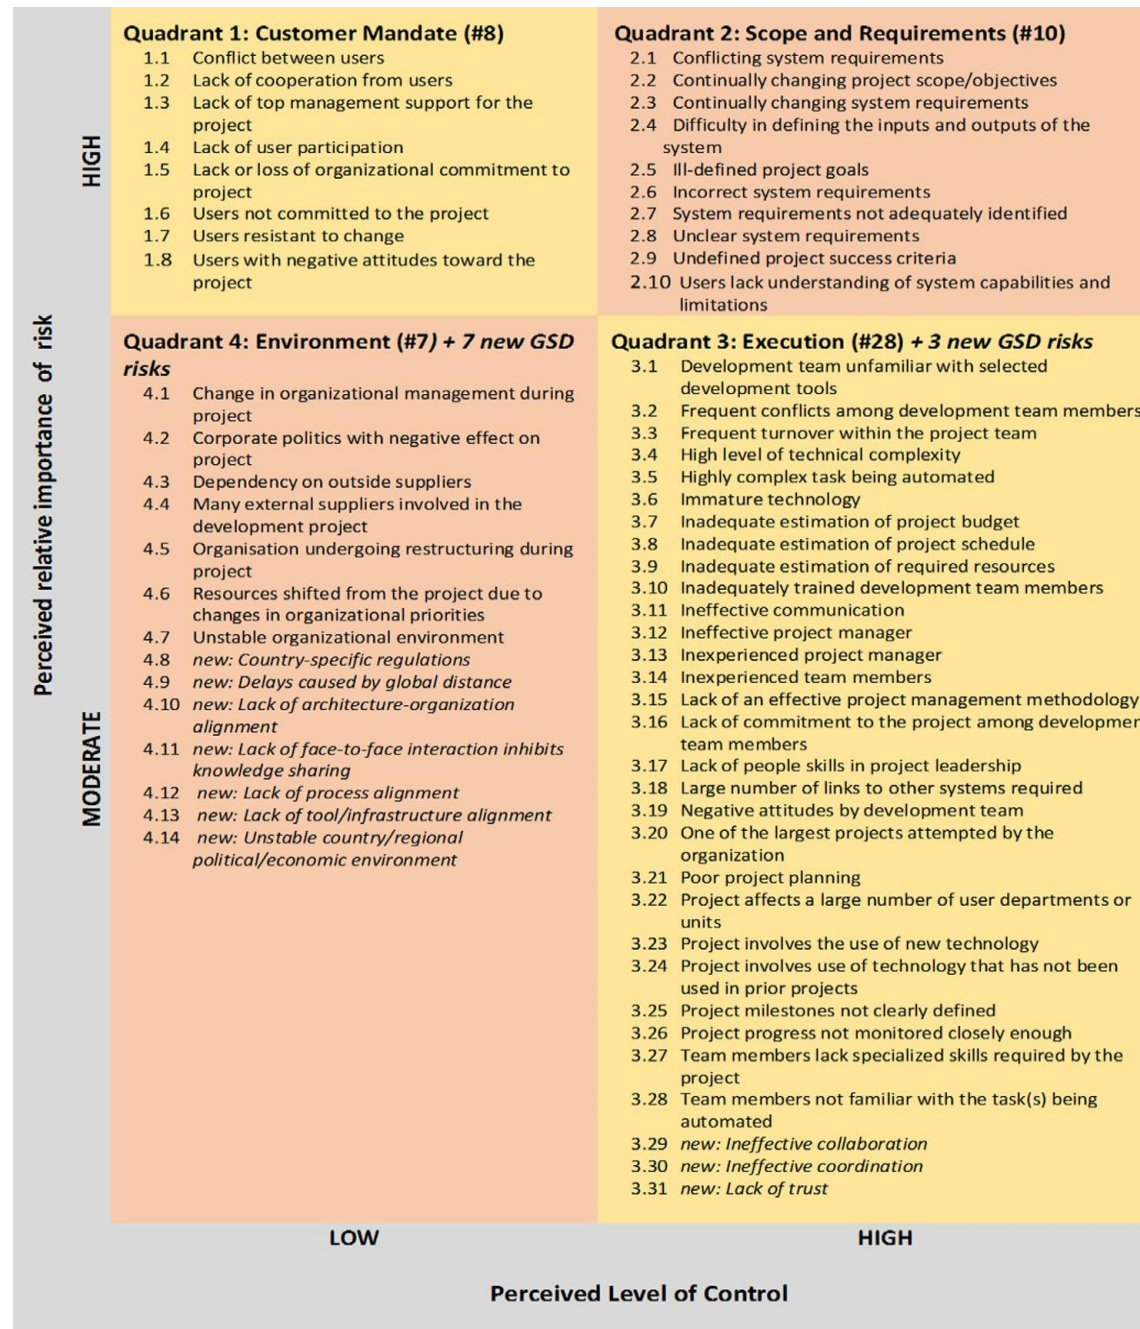 Quadrant 1: Customer Mandate (#8)
1.1 Conflict between users
1.2 Lack of cooperation from users
1.3 Lack of top management support for the
project
1.4 Lack of user participation
1.5 Lack or loss of organizational commitment to
project
1.6 Users not committed to the project
1.7 Users resistant to change
1.8 Users with negative attitudes toward the
project
Quadrant 2: Scope and Requirements (#10)
2.1 Conflicting system requirements
2.2 Continually changing project scope/objectives
2.3 Continually changing system requirements
2.4 Difficulty in defining the inputs and outputs of the
system
2.5 Ill-defined project goals
2.6 Incorrect system requirements
2.7 System requirements not adequately identified
2.8 Unclear system requirements
2.9 Undefined project success criteria
2.10 Users lack understanding of system capabilities and
limitations
Quadrant 4: Environment (#7) + 7 new GSD
risks
4.1 Change in organizational management during
project
4.2 Corporate politics with negative effect on
project
4.3 Dependency on outside suppliers
4.4 Many external suppliers involved in the
development project
4.5 Organisation undergoing restructuring during
project
4.6 Resources shifted from the project due to
changes in organizational priorities
4.7 Unstable organizational environment
4.8 new: Country-specific regulations
4.9 new: Delays caused by global distance
4.10 new: Lack of architecture-organization
alignment
4.11 new: Lack of face-to-face interaction inhibits
knowledge sharing
4.12 new: Lack of process alignment
4.13 new: Lack of tool/infrastructure alignment
4.14 new: Unstable country/regional
political/economic environment
Quadrant 3: Execution (#28) + 3 new GSD risks
3.1 Development team unfamiliar with selected
development tools
3.2 Frequent conflicts among development team members
3.3 Frequent turnover within the project team
3.4 High level of technical complexity
3.5 Highly complex task being automated
3.6 Immature technology
3.7 Inadequate estimation of project budget
3.8 Inadequate estimation of project schedule
3.9 Inadequate estimation of required resources
3.10 Inadequately trained development team members
3.11 Ineffective communication
3.12 Ineffective project manager
3.13 Inexperienced project manager
3.14 Inexperienced team members
3.15 Lack of an effective project management methodology
3.16 Lack of commitment to the project among developmen
team members
3.17 Lack of people skills in project leadership
3.18 Large number of links to other systems required
3.19 Negative attitudes by development team
3.20 One of the largest projects attempted by the
organization
3.21 Poor project planning
3.22 Project affects a large number of user departments or
units
3.23 Project involves the use of new technology
3.24 Project involves use of technology that has not been
used in prior projects
3.25 Project milestones not clearly defined
3.26 Project progress not monitored closely enough
3.27 Team members lack specialized skills required by the
project
3.28 Team members not familiar with the task(s) being
automated
3.29 new: Ineffective collaboration
3.30 new: Ineffective coordination
3.31 new: Lack of trust
HIGH
MODERATE
Perceived relative importance of risk
LOW
HIGH
Perceived Level of Control